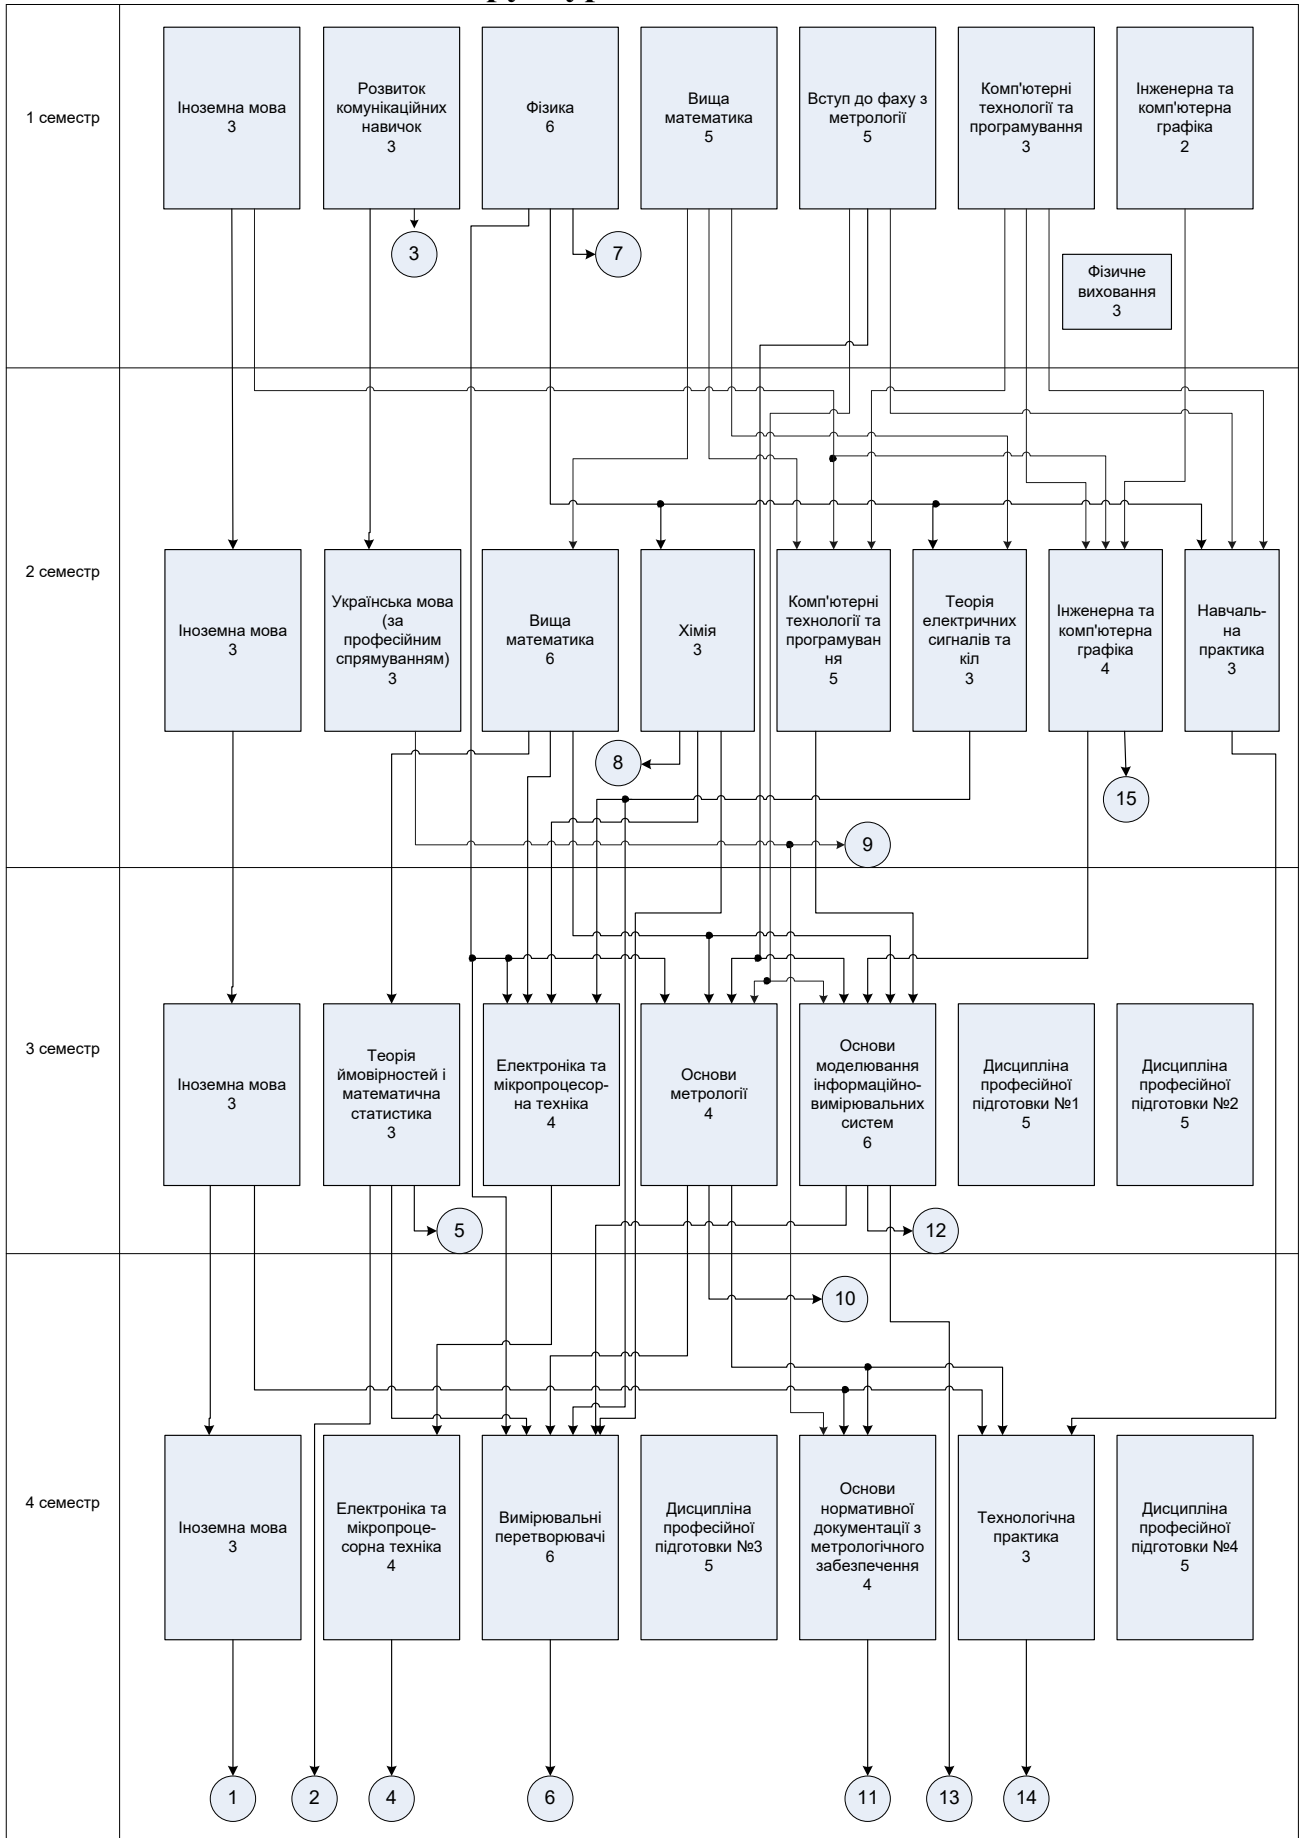 1 семестр
Іноземна мова
3
Розвиток
комунікаційних
навичок
3
Фізика
6
Вища
математика
5
Вступ до фаху з
метрології
5
Комп'ютерні
технології та
програмування
3
Інженерна та
комп'ютерна
графіка
2
3
7
Фізичне
виховання
3
2 семестр
Іноземна мова
3
Українська мова
(за
професійним
спрямуванням)
3
Вища
математика
6
Хімія
3
Комп'ютерні
технології та
програмуван
ня
5
Теорія
електричних
сигналів та
кіл
3
Інженерна та
комп'ютерна
графіка
4
Навчаль-
на
практика
3
8
15
9
3 семестр
Іноземна мова
3
Теорія
ймовірностей і
математична
статистика
3
Електроніка та
мікропроцесор-
на техніка
4
Основи
метрології
4
Основи
моделювання
інформаційно-
вимірювальних
систем
6
Дисципліна
професійної
підготовки №1
5
Дисципліна
професійної
підготовки №2
5
5
12
10
4 семестр
Іноземна мова
3
Електроніка та
мікропроце-
сорна техніка
4
Вимірювальні
перетворювачі
6
Дисципліна
професійної
підготовки №3
5
Основи
нормативної
документації з
метрологічного
забезпечення
4
Технологічна
практика
3
Дисципліна
професійної
підготовки №4
5
1
2
4
6
11
13
14